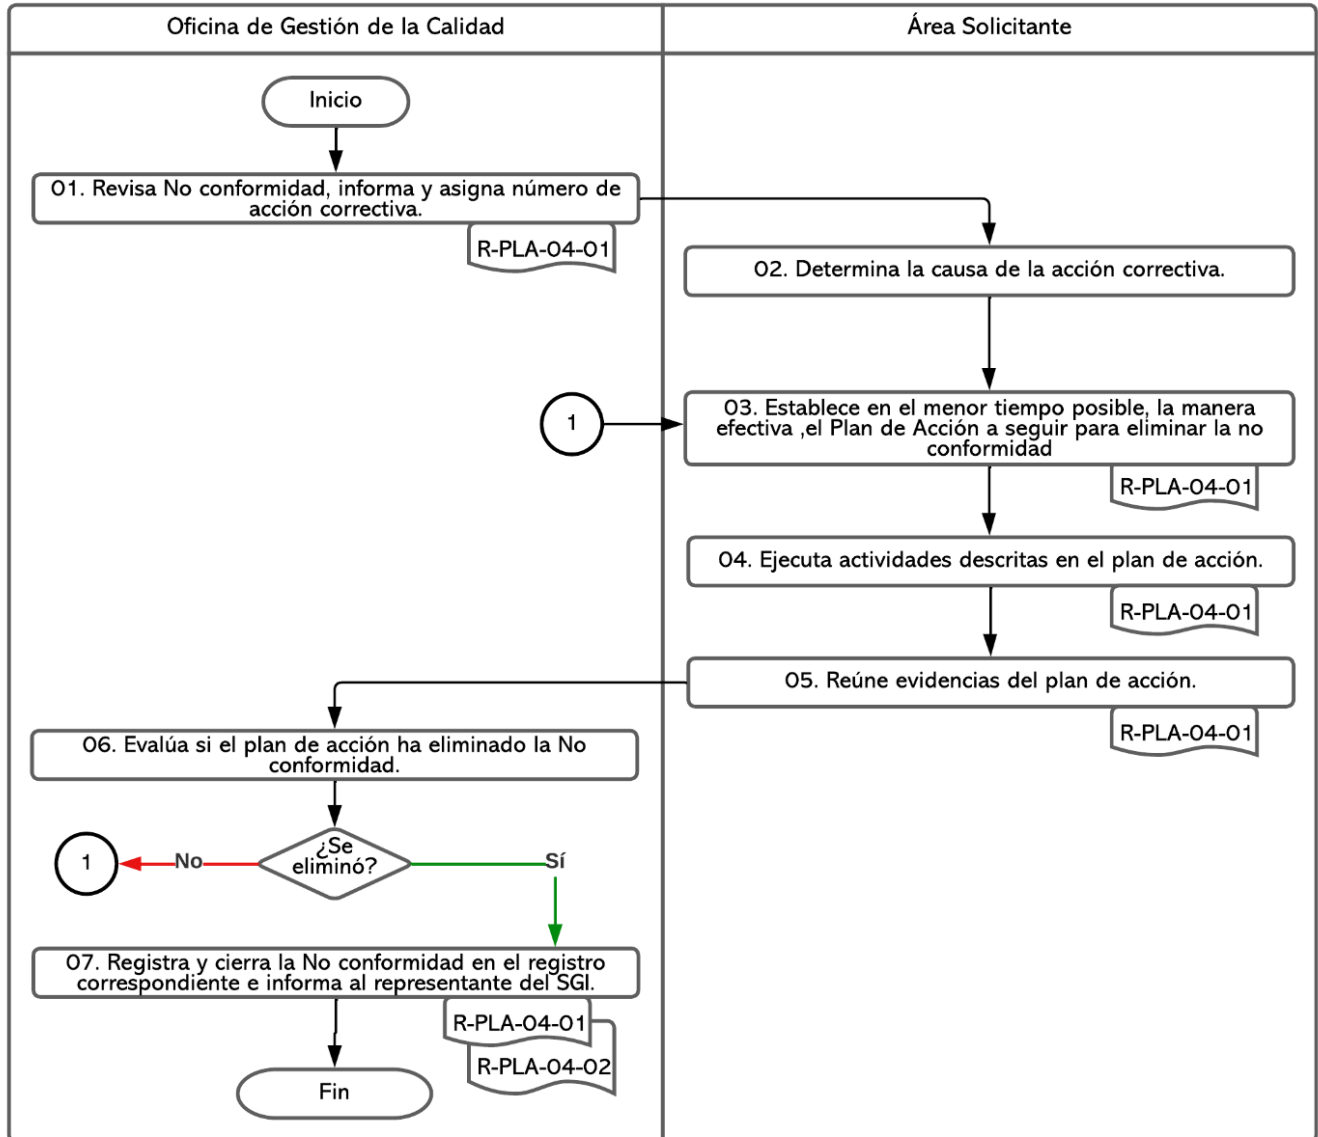 Oficina de Gestión de la Calidad
Área Solicitante
Inicio
01. Revisa No conformidad, informa y asigna número de
acción correctiva.
R-PLA-04-01
02. Determina la causa de la acción correctiva.
1
03. Establece en el menor tiempo posible, la manera
efectiva ,el Plan de Acción a seguir para eliminar la no
conformidad
R-PLA-04-01
04. Ejecuta actividades descritas en el plan de acción.
R-PLA-04-01
05. Reúne evidencias del plan de acción.
R-PLA-04-01
06. Evalúa si el plan de acción ha eliminado la No
conformidad.
¿Se
eliminó?
1
No
Sí
07. Registra y cierra la No conformidad en el registro
correspondiente e informa al representante del SGI.
R-PLA-04-01
R-PLA-04-02
Fin